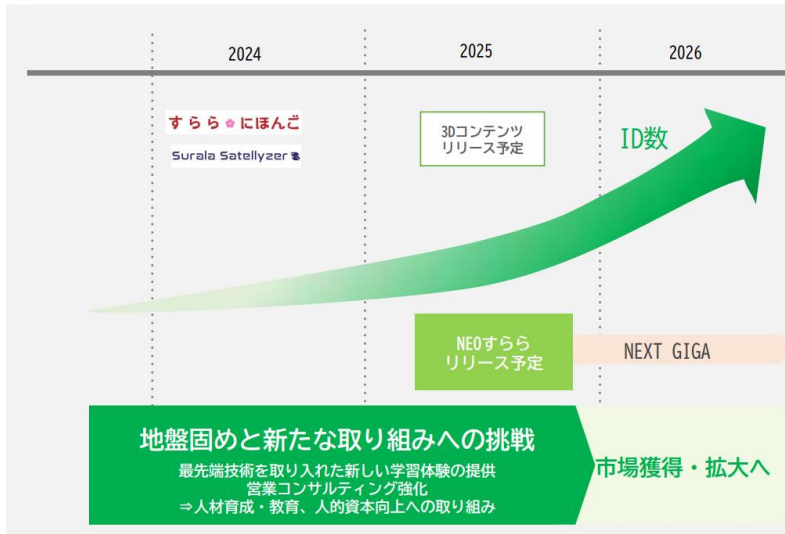 2024
2025
2026
すらら にほんご
Surala Satellyzer
3Dコンテンツ
リリース予定
ID数
NEOすらら
リリース予定
NEXT GIGA
地盤固めと新たな取り組みへの挑戦
最先端技術を取り入れた新しい学習体験の提供
営業コンサルティング強化
⇒人材育成・教育、人的資本向上への取り組み
市場獲得・拡大へ